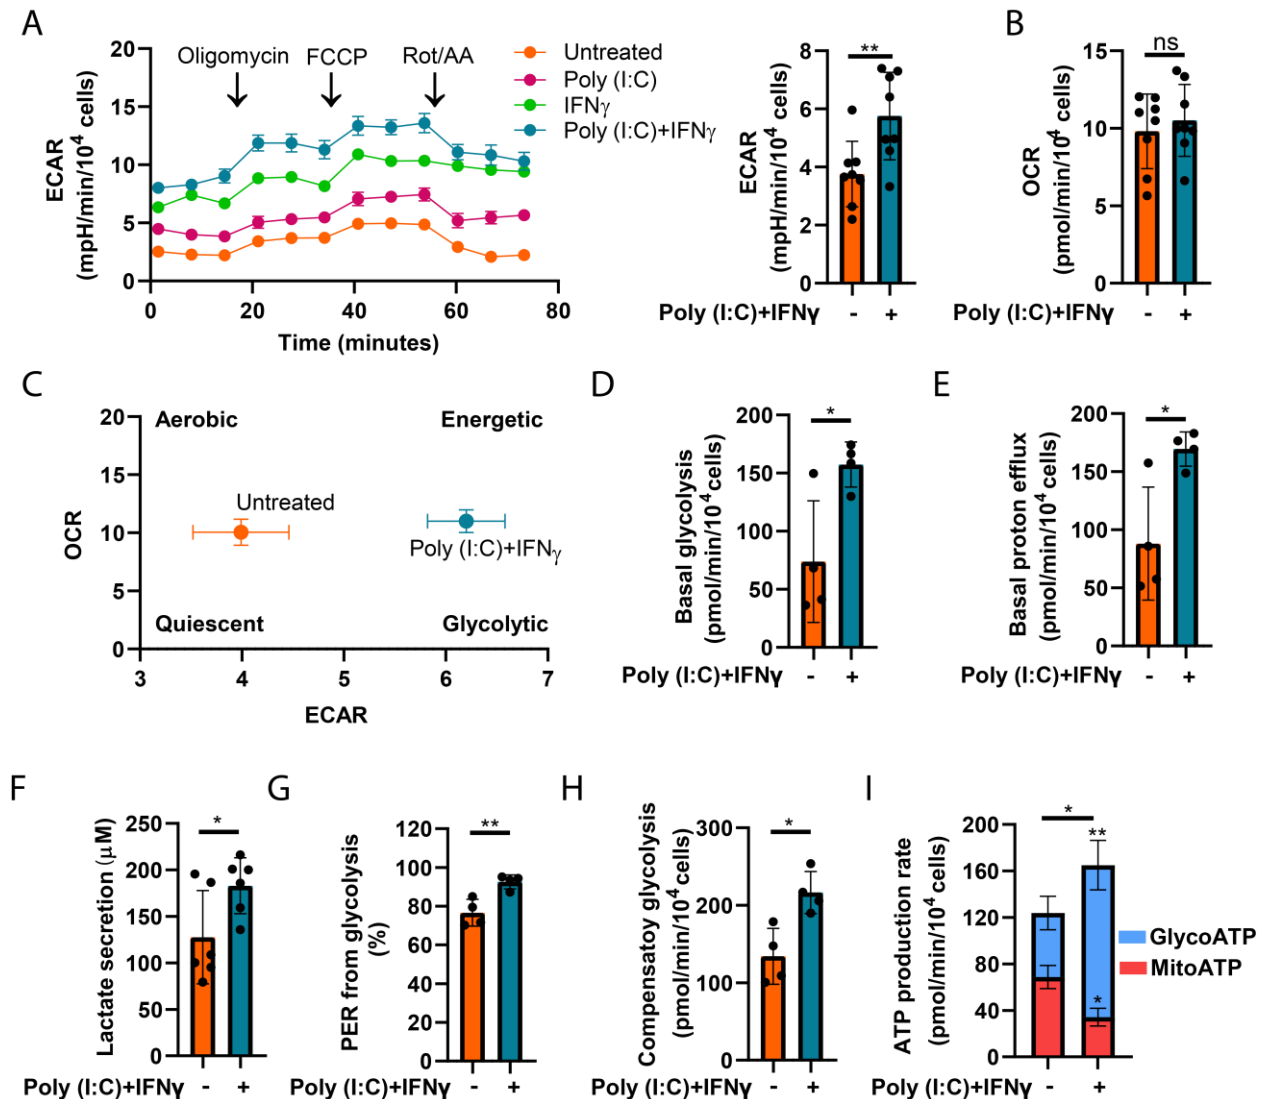 A
20
15
10
5
0
ECAR
(mpH/min/10⁴ cells)
Oligomycin
FCCP
Rot/AA
Untreated
Poly (I:C)
IFNγ
Poly (I:C)+IFNγ
0 20 40 60 80
Time (minutes)
8
6
4
2
0
ECAR
(mpH/min/10⁴ cells)
**
Poly (I:C)+IFNγ - +
B
15
10
5
0
OCR
(pmol/min/10⁴ cells)
ns
Poly (I:C)+IFNγ - +
C
20
15
10
5
0
OCR
Aerobic
Energetic
Untreated
Poly (I:C)+IFNγ
Quiescent
Glycolytic
3 4 5 6 7
ECAR
D
200
150
100
50
0
Basal glycolysis
(pmol/min/10⁴ cells)
*
Poly (I:C)+IFNγ - +
E
200
150
100
50
0
Basal proton efflux
(pmol/min/10⁴ cells)
*
Poly (I:C)+IFNγ - +
F
250
200
150
100
50
0
Lactate secretion (μM)
*
Poly (I:C)+IFNγ - +
G
120
100
80
60
40
20
0
PER from glycolysis
(%)
**
Poly (I:C)+IFNγ - +
H
300
200
100
0
Compensatoy glycolysis
(pmol/min/10⁴ cells)
*
Poly (I:C)+IFNγ - +
I
200
160
120
80
40
0
ATP production rate
(pmol/min/10⁴ cells)
*
**
*
GlycoATP
MitoATP
Poly (I:C)+IFNγ - +